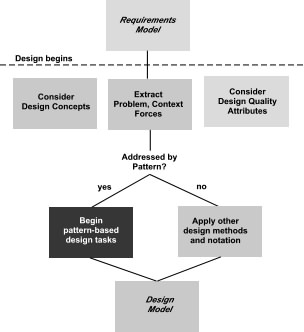 Requirements
Model
Design begins
Consider
Design Concepts
Extract
Problem, Context
Forces
Consider
Design Quality
Attributes
Addressed by
Pattern?
yes
no
Begin
pattern-based
design tasks
Apply other
design methods
and notation
Design
Model